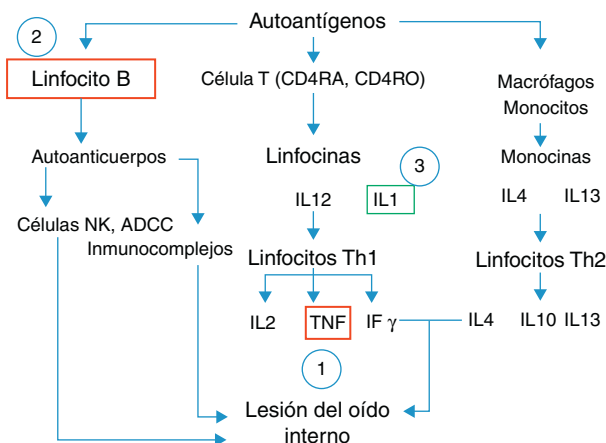 Autoantígenos
2
Linfocito B
Célula T (CD4RA, CD4RO)
Macrófagos
Monocitos
Autoanticuerpos
Linfocinas
3
Monocinas
IL12
IL1
IL4
IL13
Células NK, ADCC
Inmunocomplejos
Linfocitos Th1
Linfocitos Th2
IL2
TNF
IF γ
IL4
IL10
IL13
1
Lesión del oído
interno